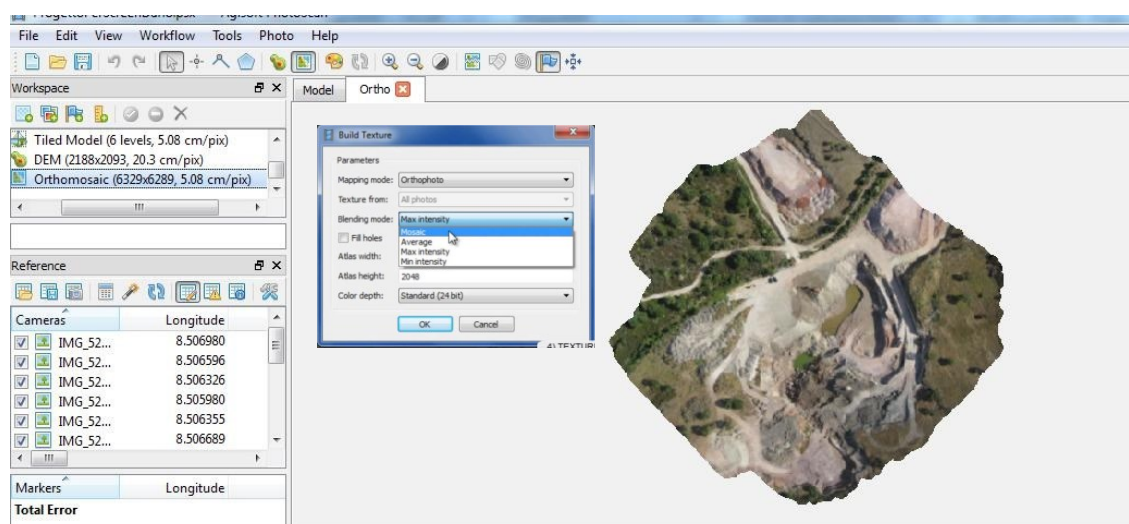 File Edit View Workflow Tools Photo Help
Workspace
Tiled Model (6 levels, 5.08 cm/pix)
DEM (2188x2093, 20.3 cm/pix)
Orthomosaic (6329x6289, 5.08 cm/pix)
Reference
Cameras Longitude
IMG_52... 8.506980
IMG_52... 8.506596
IMG_52... 8.506326
IMG_52... 8.505980
IMG_52... 8.506355
IMG_52... 8.506689
Markers Longitude
Total Error
Model Ortho
Build Texture
Parameters
Mapping mode: Orthophoto
Texture from: All photos
Blending mode: Max intensity
Mosaic
Average
Max intensity
Min intensity
Fill holes
Atlas width:
Atlas height: 2048
Color depth: Standard (24 bit)
OK Cancel